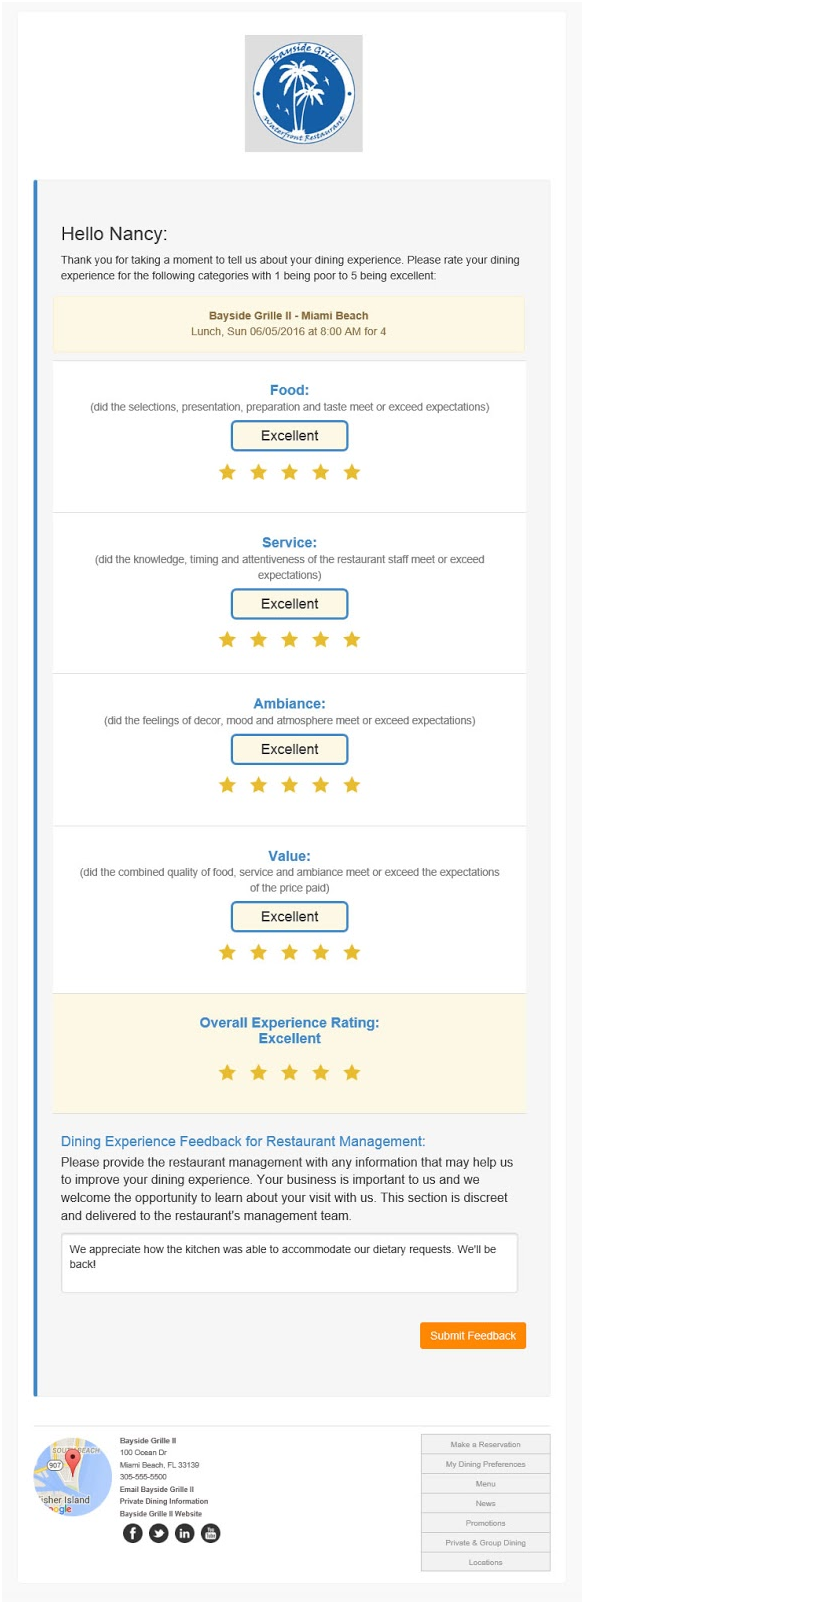 Bayside Grill
Waterfront Restaurant
Hello Nancy:
Thank you for taking a moment to tell us about your dining experience. Please rate your dining
experience for the following categories with 1 being poor to 5 being excellent:
Bayside Grille II - Miami Beach
Lunch, Sun 06/05/2016 at 8:00 AM for 4
Food:
(did the selections, presentation, preparation and taste meet or exceed expectations)
Excellent
Service:
(did the knowledge, timing and attentiveness of the restaurant staff meet or exceed
expectations)
Excellent
Ambiance:
(did the feelings of decor, mood and atmosphere meet or exceed expectations)
Excellent
Value:
(did the combined quality of food, service and ambiance meet or exceed the expectations
of the price paid)
Excellent
Overall Experience Rating:
Excellent
Dining Experience Feedback for Restaurant Management:
Please provide the restaurant management with any information that may help us
to improve your dining experience. Your business is important to us and we
welcome the opportunity to learn about your visit with us. This section is discreet
and delivered to the restaurant's management team.
We appreciate how the kitchen was able to accommodate our dietary requests. We'll be
back!
Submit Feedback
SOUTH BEACH
907
isher Island
ogle
Bayside Grille II
100 Ocean Dr
Miami Beach, FL 33139
305-555-5500
Email Bayside Grille II
Private Dining Information
Bayside Grille II Website
f
in
You
Make a Reservation
My Dining Preferences
Menu
News
Promotions
Private & Group Dining
Locations